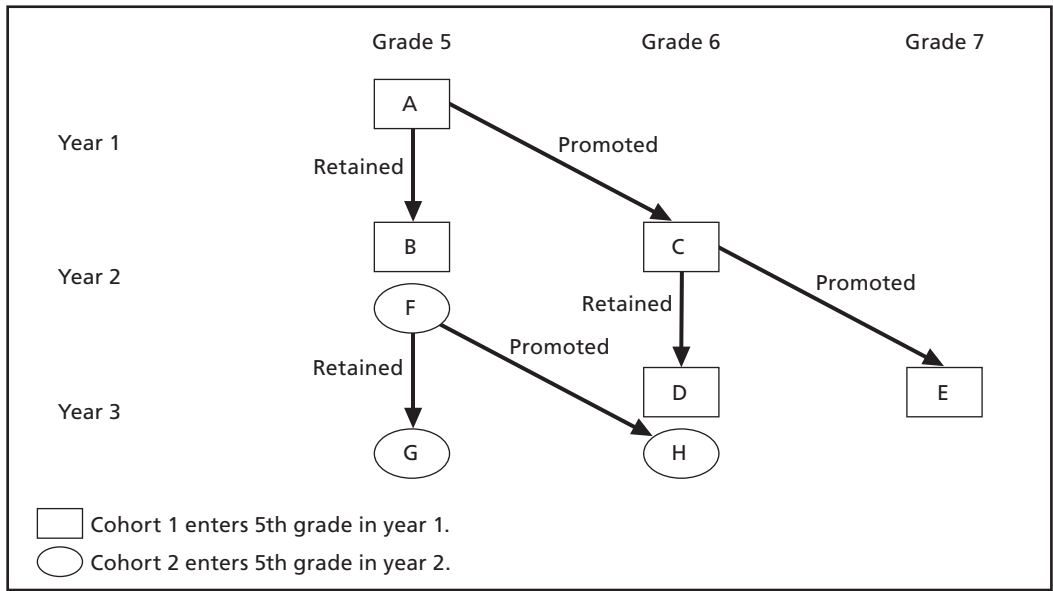 Grade 5 Grade 6 Grade 7
A
Year 1
Promoted
Retained
B C
Year 2
Promoted
Retained
F
Promoted
Retained
D E
Year 3
G H
Cohort 1 enters 5th grade in year 1.
Cohort 2 enters 5th grade in year 2.